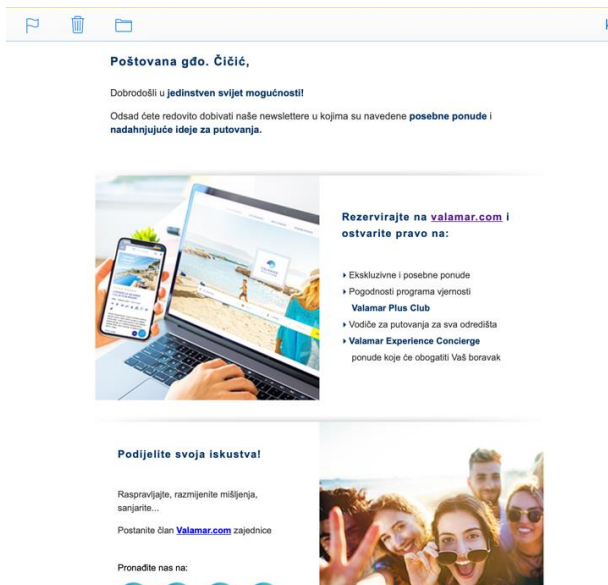 Poštovana gđo. Čičić,
Dobrodošli u jedinstven svijet mogućnosti!
Odsad ćete redovito dobivati naše newslettere u kojima su navedene posebne ponude i
nadahnjujuće ideje za putovanja.
Rezervirajte na valamar.com i
ostvarite pravo na:
Ekskluzivne i posebne ponude
Pogodnosti programa vjernosti
Valamar Plus Club
Vodiče za putovanja za sva odredišta
Valamar Experience Concierge
ponude koje će obogatiti Vaš boravak
Podijelite svoja iskustva!
Raspravljajte, razmijenite mišljenja,
sanjarite...
Postanite član Valamar.com zajednice
Pronađite nas na: